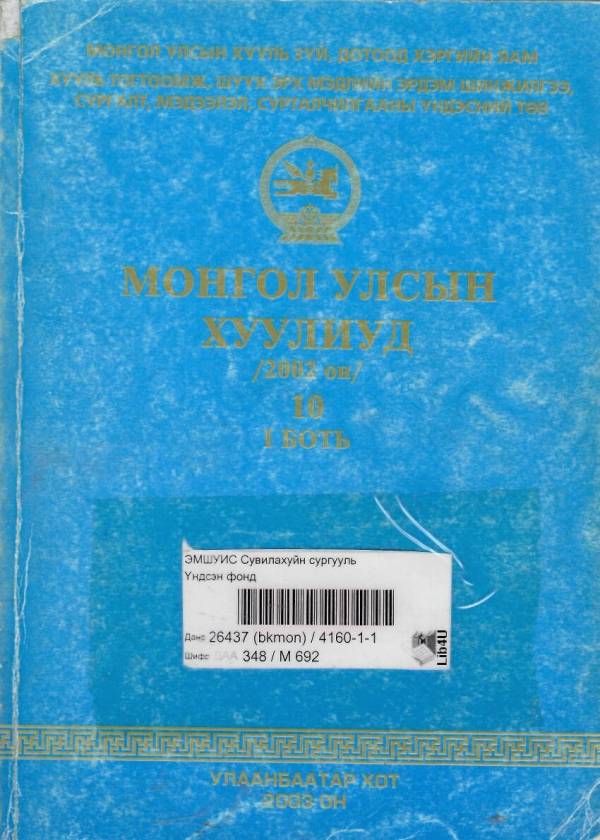 МОНГОЛ УЛСЫН ХУУЛЬ ЗҮЙ, ДОТООД ХЭРГИЙН ЯАМ
ХУУЛЬ ТОГТООМЖ, ШҮҮХ ЭРХ МЭДЛИЙН ЭРДЭМ ШИНЖИЛГЭЭ,
СУРГАЛТ, МЭДЭЭЛЭЛ, СУРТАЛЧИЛГААНЫ ҮНДЭСНИЙ ТӨВ
МОНГОЛ УЛСЫН
ХУУЛИУД
/2002 он/
10
I БОТЬ
ЭМШУИС Сувилахуйн сургууль
Үндсэн фонд
Данс 26437 (bkmon) / 4160-1-1
Шифр ДАА 348 / М 692
Lib4U
УЛААНБААТАР ХОТ
2003 ОН